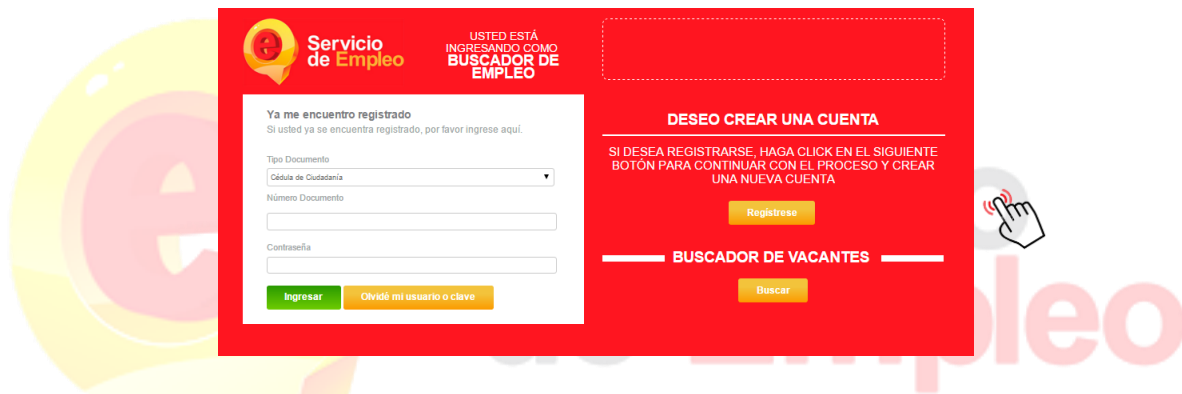 Servicio
de Empleo
USTED ESTÁ
INGRESANDO COMO
BUSCADOR DE
EMPLEO
Ya me encuentro registrado
Si usted ya se encuentra registrado, por favor ingrese aquí.
Tipo Documento
Cédula de Ciudadanía
Número Documento
Contraseña
Ingresar
Olvidé mi usuario o clave
DESEO CREAR UNA CUENTA
SI DESEA REGISTRARSE, HAGA CLICK EN EL SIGUIENTE
BOTÓN PARA CONTINUAR CON EL PROCESO Y CREAR
UNA NUEVA CUENTA
Regístrese
BUSCADOR DE VACANTES
Buscar
de Empleo